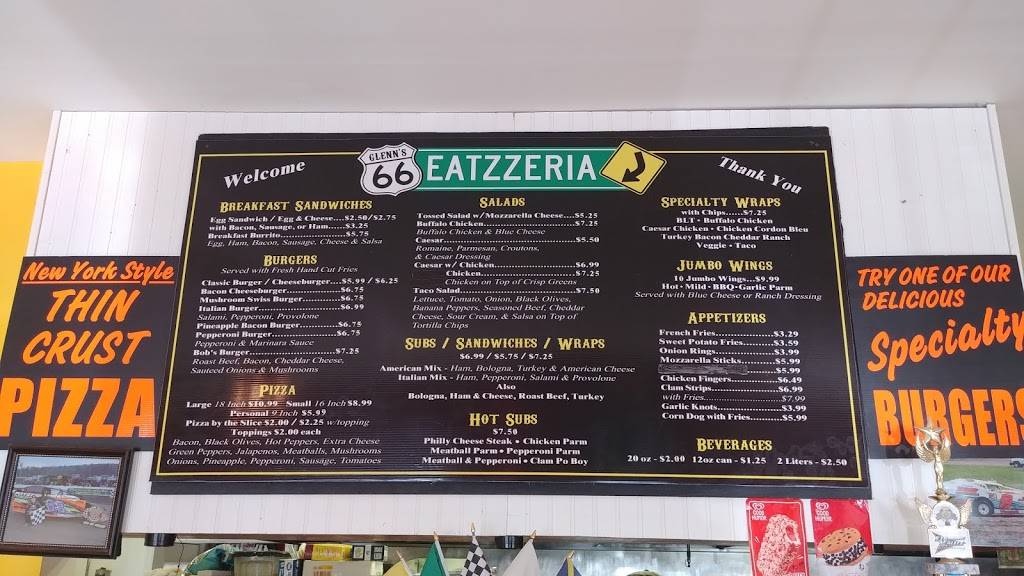 Welcome
GLENN'S
66
EATZZERIA
Thank You
BREAKFAST SANDWICHES
Egg Sandwich / Egg & Cheese....$2.50/$2.75
with Bacon, Sausage, or Ham.....$3.25
Breakfast Burrito.....................$5.75
Egg, Ham, Bacon, Sausage, Cheese & Salsa
BURGERS
Served with Fresh Hand Cut Fries
Classic Burger / Cheeseburger....$5.99 / $6.25
Bacon Cheeseburger...............$6.75
Mushroom Swiss Burger...........$6.75
Italian Burger.......................$6.99
Salami, Pepperoni, Provolone
Pineapple Bacon Burger...........$6.75
Pepperoni Burger...................$6.75
Pepperoni & Marinara Sauce
Bob's Burger.......................$7.25
Roast Beef, Bacon, Cheddar Cheese,
Sauteed Onions & Mushrooms
PIZZA
Large 18 Inch $10.99 Small 16 Inch $8.99
Personal 9 Inch $5.99
Pizza by the Slice $2.00 / $2.25 w/topping
Toppings $2.00 each
Bacon, Black Olives, Hot Peppers, Extra Cheese
Green Peppers, Jalapenos, Meatballs, Mushrooms
Onions, Pineapple, Pepperoni, Sausage, Tomatoes
SALADS
Tossed Salad w/Mozzarella Cheese....$5.25
Buffalo Chicken.......................$7.25
Buffalo Chicken & Blue Cheese
Caesar.................................$5.50
Romaine, Parmesan, Croutons,
& Caesar Dressing
Caesar w/ Chicken....................$6.99
Chicken....................$7.25
Chicken on Top of Crisp Greens
Taco Salad............................$7.50
Lettuce, Tomato, Onion, Black Olives,
Banana Peppers, Seasoned Beef, Cheddar
Cheese, Sour Cream, & Salsa on Top of
Tortilla Chips
SUBS / SANDWICHES / WRAPS
$6.99 / $5.75 / $7.25
American Mix - Ham, Bologna, Turkey & American Cheese
Italian Mix - Ham, Pepperoni, Salami & Provolone
Also
Bologna, Ham & Cheese, Roast Beef, Turkey
HOT SUBS
$7.50
Philly Cheese Steak • Chicken Parm
Meatball Parm • Pepperoni Parm
Meatball & Pepperoni • Clam Po Boy
SPECIALTY WRAPS
with Chips......$7.25
BLT • Buffalo Chicken
Caesar Chicken • Chicken Cordon Bleu
Turkey Bacon Cheddar Ranch
Veggie • Taco
JUMBO WINGS
10 Jumbo Wings...$9.99
Hot • Mild • BBQ • Garlic Parm
Served with Blue Cheese or Ranch Dressing
APPETIZERS
French Fries......................$3.29
Sweet Potato Fries..............$3.59
Onion Rings.......................$3.99
Mozzarella Sticks................$5.99
$5.99
Chicken Fingers..................$6.49
Clam Strips.......................$6.99
with Fries.........................$7.99
Garlic Knots......................$3.99
Corn Dog with Fries............$5.99
BEVERAGES
20 oz - $2.00 12oz can - $1.25 2 Liters - $2.50
New York Style
THIN
CRUST
PIZZA
TRY ONE OF OUR
DELICIOUS
Specialty
BURGERS
GOOD
HUMOR
GOOD
HUMOR